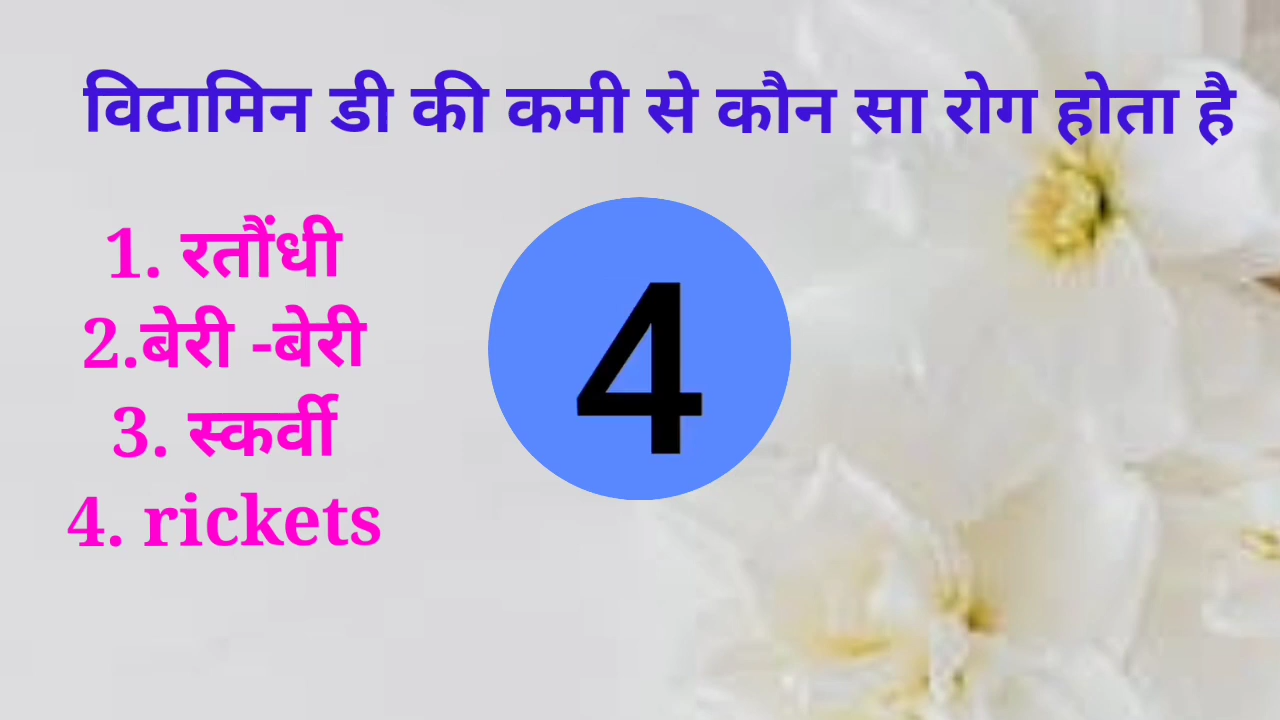 विटामिन डी की कमी से कौन सा रोग होता है
1. रतौंधी
2.बेरी -बेरी
3. स्कर्वी
4. rickets
4